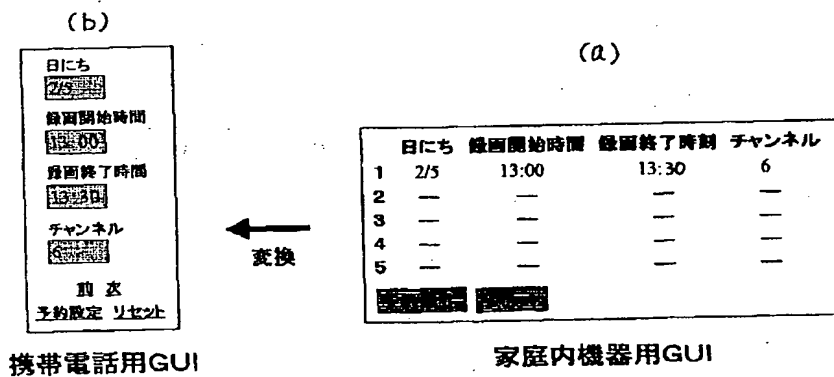 (b)
日にち
2/5
録画開始時間
13:00
録画終了時間
13:30
チャンネル
6
前 次
予約設定 リセット
携帯電話用GUI
変換
(a)
日にち 録画開始時間 録画終了時刻 チャンネル
1 2/5 13:00 13:30 6
2 — — — —
3 — — — —
4 — — — —
5 — — — —
家庭内機器用GUI